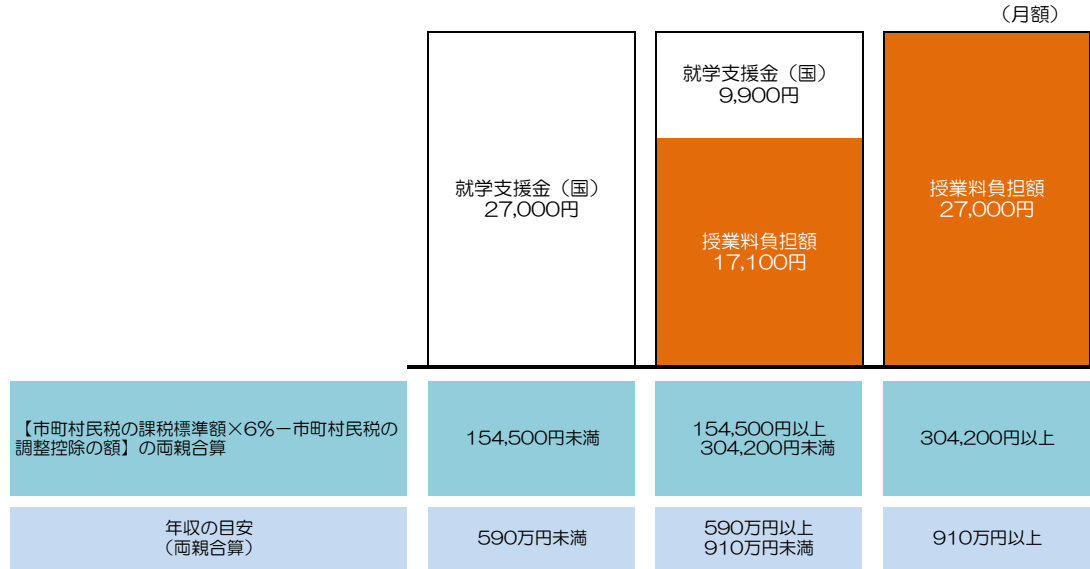 （月額）
就学支援金（国）
27,000円
就学支援金（国）
9,900円
授業料負担額
17,100円
授業料負担額
27,000円
【市町村民税の課税標準額×6%－市町村民税の
調整控除の額】の両親合算
154,500円未満
154,500円以上
304,200円未満
304,200円以上
年収の目安
（両親合算）
590万円未満
590万円以上
910万円未満
910万円以上